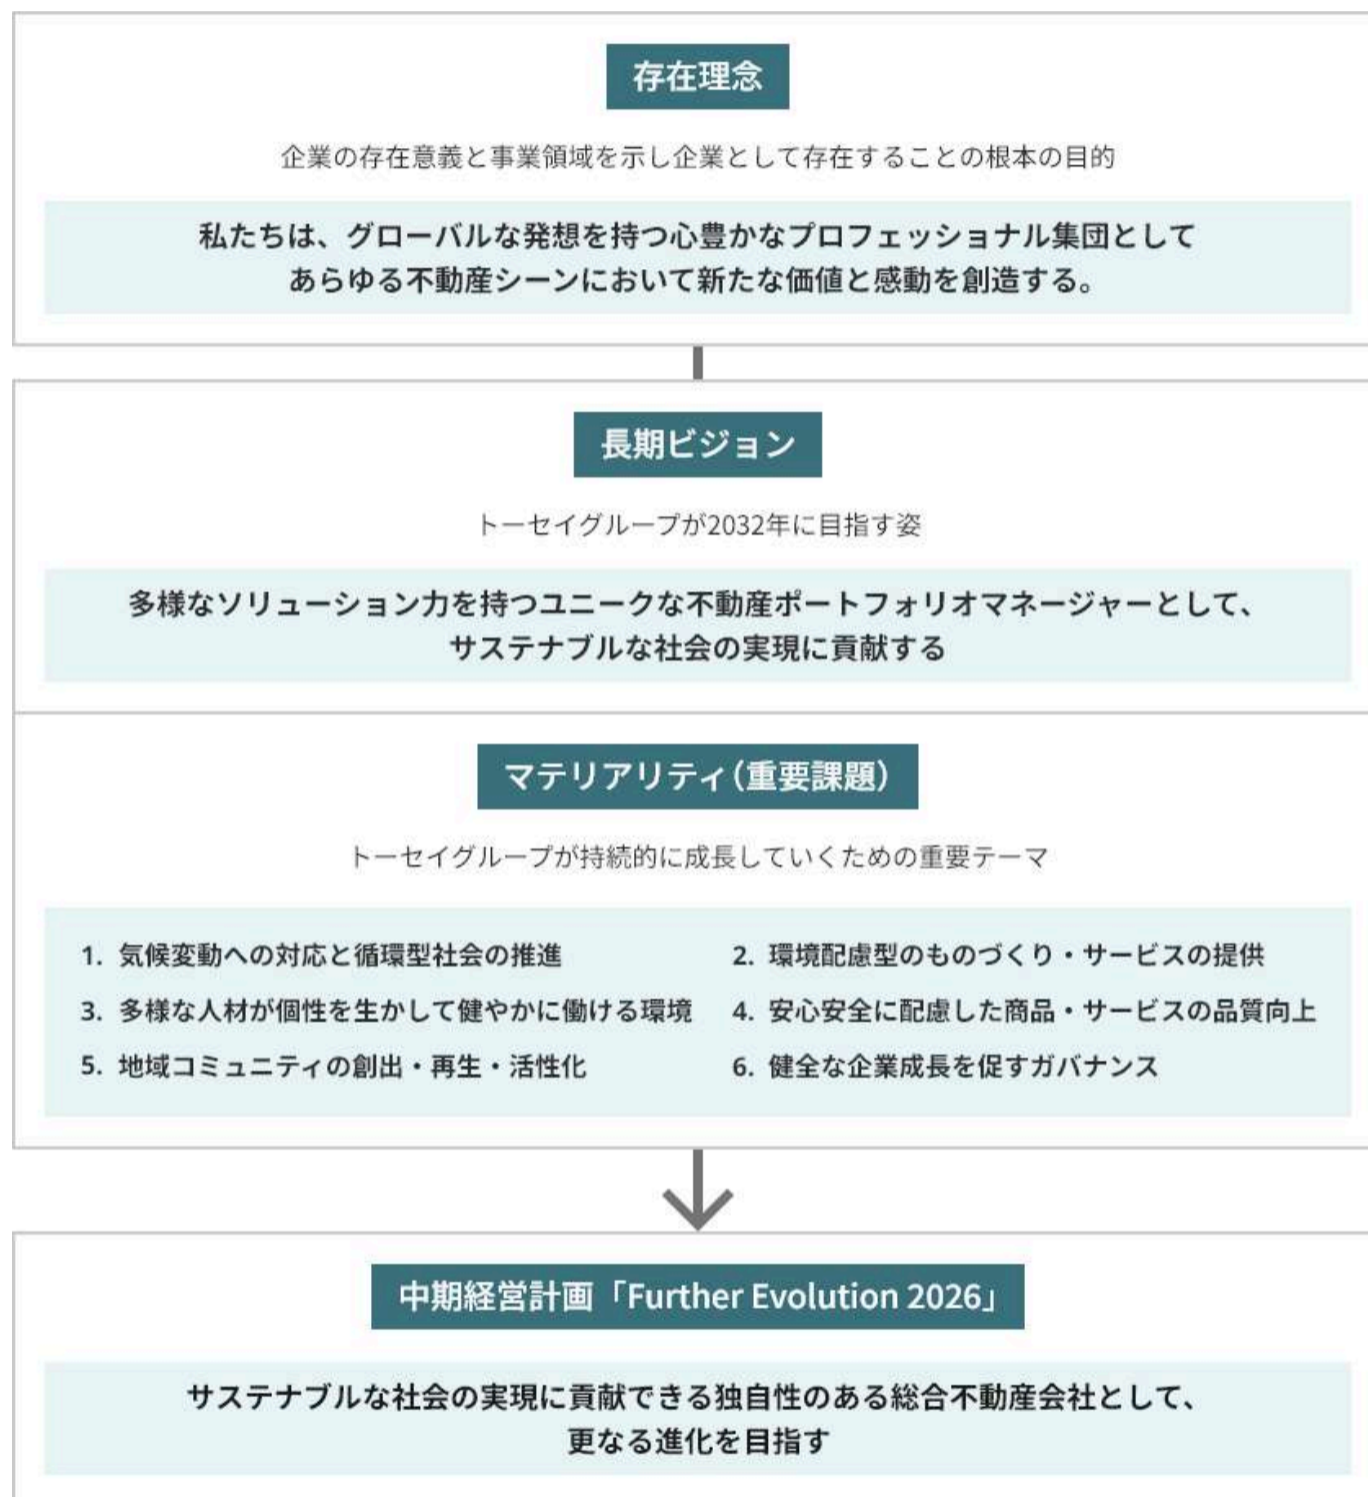 存在理念
企業の存在意義と事業領域を示し企業として存在することの根本の目的
私たちは、グローバルな発想を持つ心豊かなプロフェッショナル集団として
あらゆる不動産シーンにおいて新たな価値と感動を創造する。
長期ビジョン
トーセイグループが2032年に目指す姿
多様なソリューション力を持つユニークな不動産ポートフォリオマネージャーとして、
サステナブルな社会の実現に貢献する
マテリアリティ（重要課題）
トーセイグループが持続的に成長していくための重要テーマ
1. 気候変動への対応と循環型社会の推進
2. 環境配慮型のものづくり・サービスの提供
3. 多様な人材が個性を生かして健やかに働ける環境
4. 安心安全に配慮した商品・サービスの品質向上
5. 地域コミュニティの創出・再生・活性化
6. 健全な企業成長を促すガバナンス
中期経営計画「Further Evolution 2026」
サステナブルな社会の実現に貢献できる独自性のある総合不動産会社として、
更なる進化を目指す